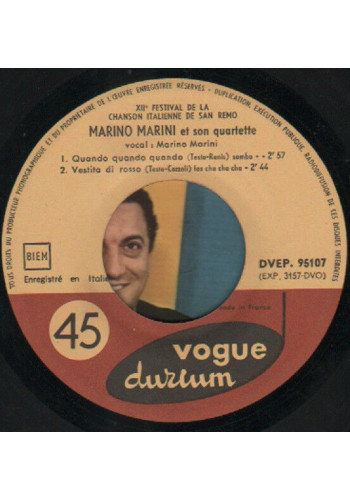 XIIe FESTIVAL DE LA
CHANSON ITALIENNE DE SAN REMO
MARINO MARINI et son quartette
vocal : Marino Marini
1. Quando quando quando (Testa-Renis) samba - 2'57
2. Vestita di rosso (Testa-Cozzoli) fox cha cha cha - 2'44
BIEM
DVEP. 95107
(EXP. 3157-DVO)
Enregistré en Italie
made in France
45
vogue
durium
TOUS DROITS DU PRODUCTEUR PHONOGRAPHIQUE ET DU PROPRIÉTAIRE DE L'ŒUVRE ENREGISTRÉE RÉSERVÉS - DUPLICATION, EXÉCUTION PUBLIQUE, RADIODIFFUSION DE CES DISQUES INTERDITES